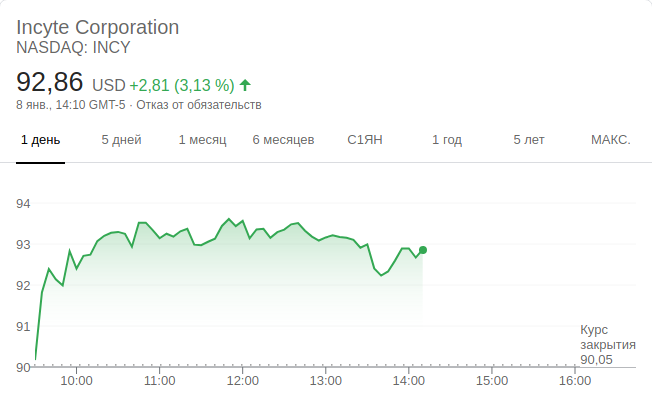 Incyte Corporation
NASDAQ: INCY
92,86 USD +2,81 (3,13 %)
8 янв., 14:10 GMT-5 · Отказ от обязательств
1 день 5 дней 1 месяц 6 месяцев С1ЯН 1 год 5 лет МАКС.
94
93
92
91
90
Курс
закрытия
90,05
10:00 11:00 12:00 13:00 14:00 15:00 16:00